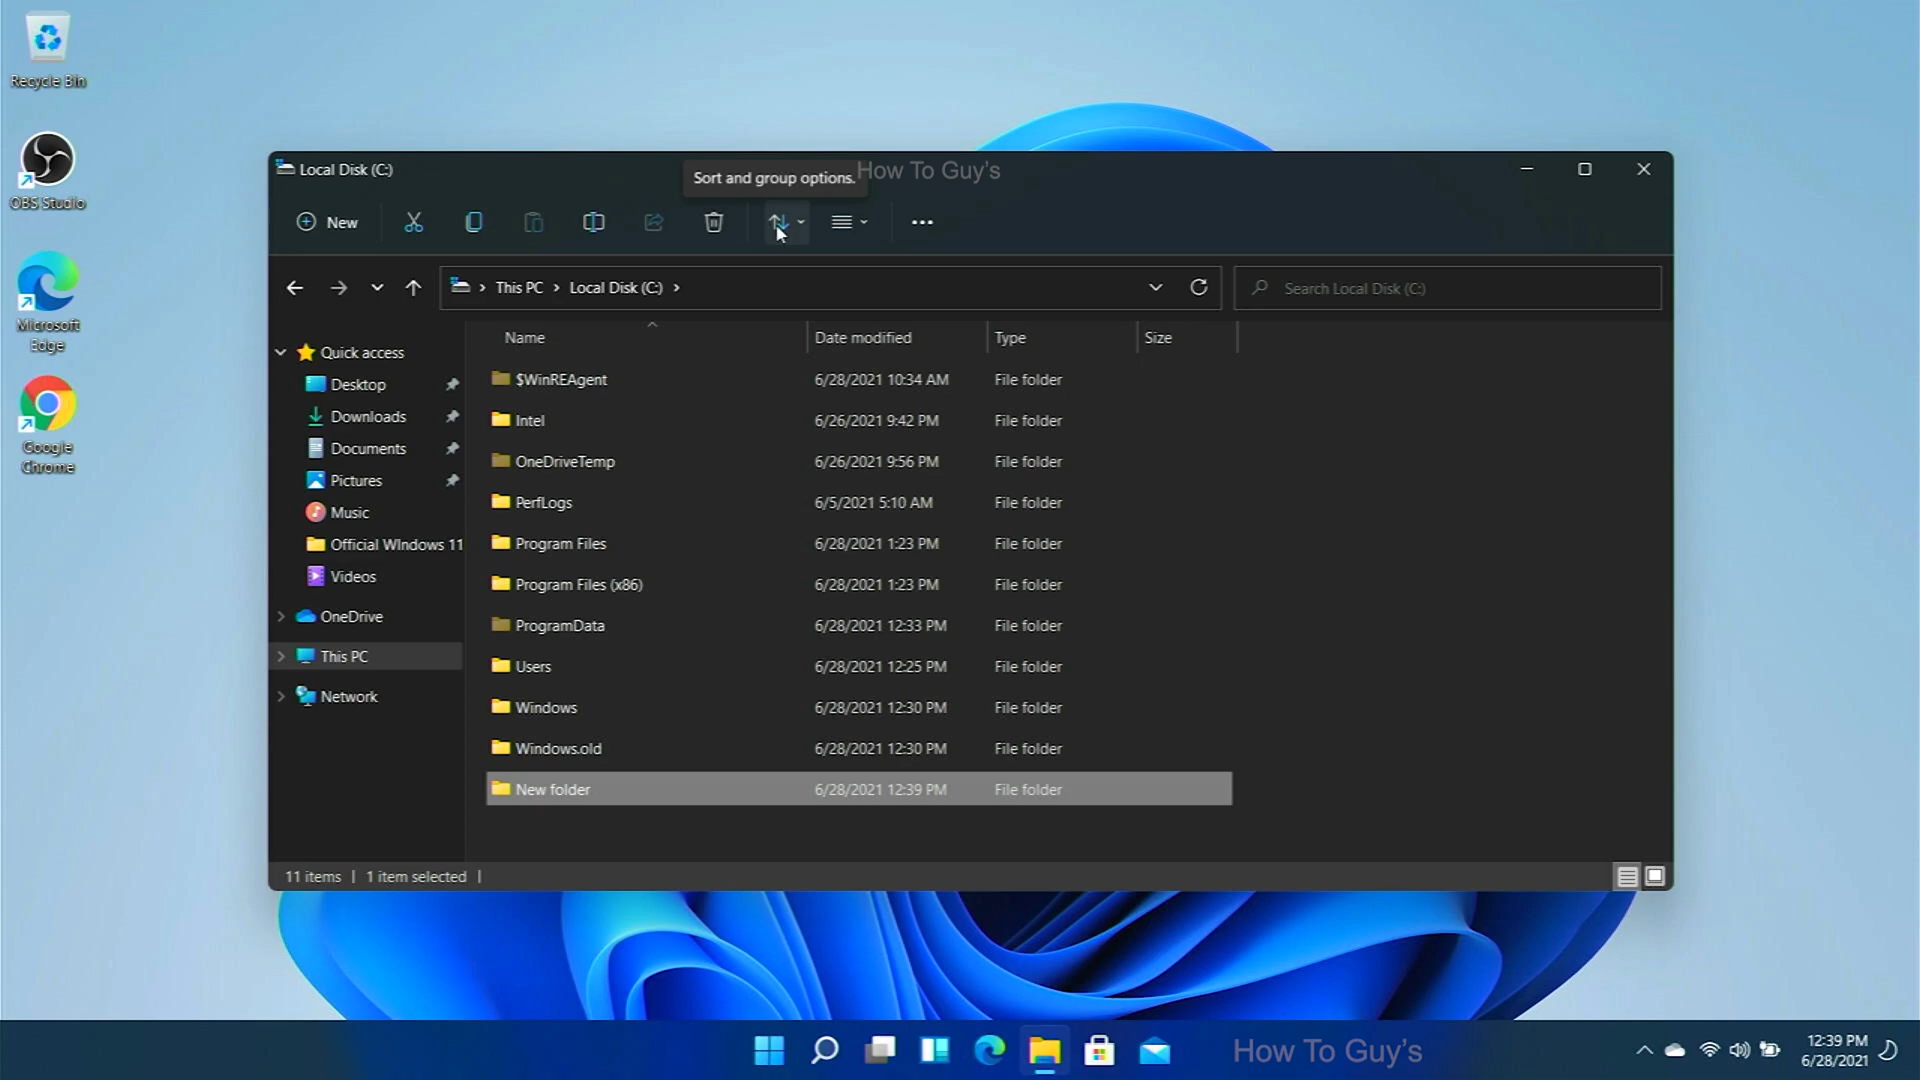 Recycle Bin
OBS Studio
Microsoft
Edge
Google
Chrome
Local Disk (C:)
Sort and group options.
How To Guy's
New
This PC
Local Disk (C:)
Search Local Disk (C:)
Quick access
Desktop
Downloads
Documents
Pictures
Music
Official WIndows 11
Videos
OneDrive
This PC
Network
Name Date modified Type Size
$WinREAgent 6/28/2021 10:34 AM File folder
Intel 6/26/2021 9:42 PM File folder
OneDriveTemp 6/26/2021 9:56 PM File folder
PerfLogs 6/5/2021 5:10 AM File folder
Program Files 6/28/2021 1:23 PM File folder
Program Files (x86) 6/28/2021 1:23 PM File folder
ProgramData 6/28/2021 12:33 PM File folder
Users 6/28/2021 12:25 PM File folder
Windows 6/28/2021 12:30 PM File folder
Windows.old 6/28/2021 12:30 PM File folder
New folder 6/28/2021 12:39 PM File folder
11 items | 1 item selected |
How To Guy's
12:39 PM
6/28/2021